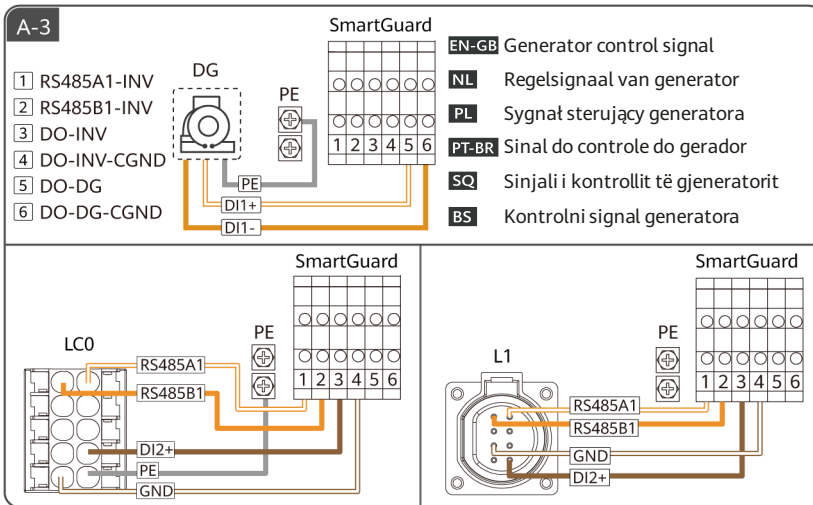 A-3
SmartGuard
1 RS485A1-INV
2 RS485B1-INV
3 DO-INV
4 DO-INV-CGND
5 DO-DG
6 DO-DG-CGND
DG
PE
1 2 3 4 5 6
PE
DI1+
DI1-
EN-GB Generator control signal
NL Regelsignaal van generator
PL Sygnał sterujący generatora
PT-BR Sinal do controle do gerador
SQ Sinjali i kontrollit të gjeneratorit
BS Kontrolni signal generatora
SmartGuard
LC0
PE
1 2 3 4 5 6
RS485A1
RS485B1
DI2+
PE
GND
SmartGuard
L1
PE
1 2 3 4 5 6
RS485A1
RS485B1
GND
DI2+